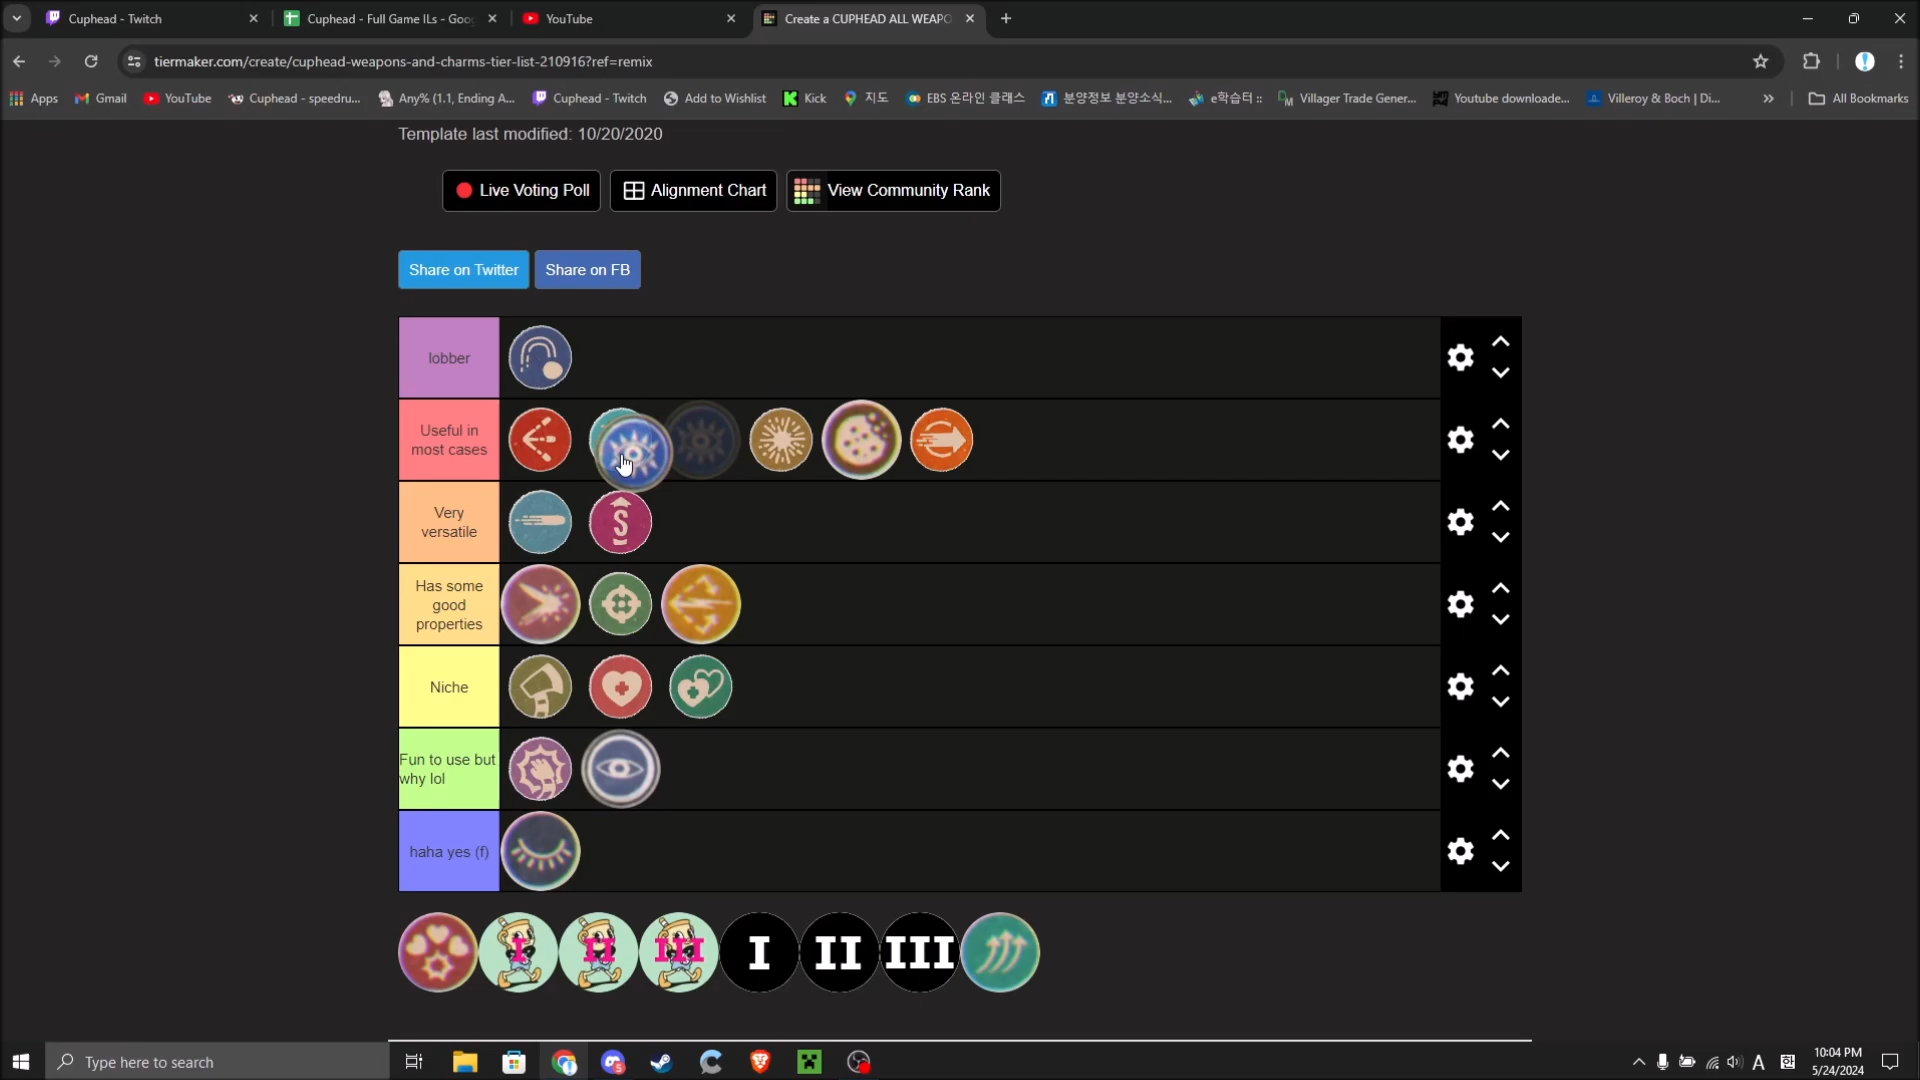 Cuphead - Twitch
Cuphead - Full Game ILs - Goo
YouTube
Create a CUPHEAD ALL WEAPO
tiermaker.com/create/cuphead-weapons-and-charms-tier-list-210916?ref=remix
Apps
Gmail
YouTube
Cuphead - speedru...
Any% (1.1, Ending A...
Cuphead - Twitch
Add to Wishlist
Kick
지도
EBS 온라인 클래스
분양정보 분양소식...
e학습터 ::
Villager Trade Gener...
Youtube downloade...
Villeroy & Boch | Di...
All Bookmarks
Template last modified: 10/20/2020
Live Voting Poll
Alignment Chart
View Community Rank
Share on Twitter
Share on FB
lobber
Useful in
most cases
Very
versatile
S
Has some
good
properties
Niche
Fun to use but
why lol
haha yes (f)
I
II
III
I
II
III
Type here to search
5
A
한
10:04 PM
5/24/2024